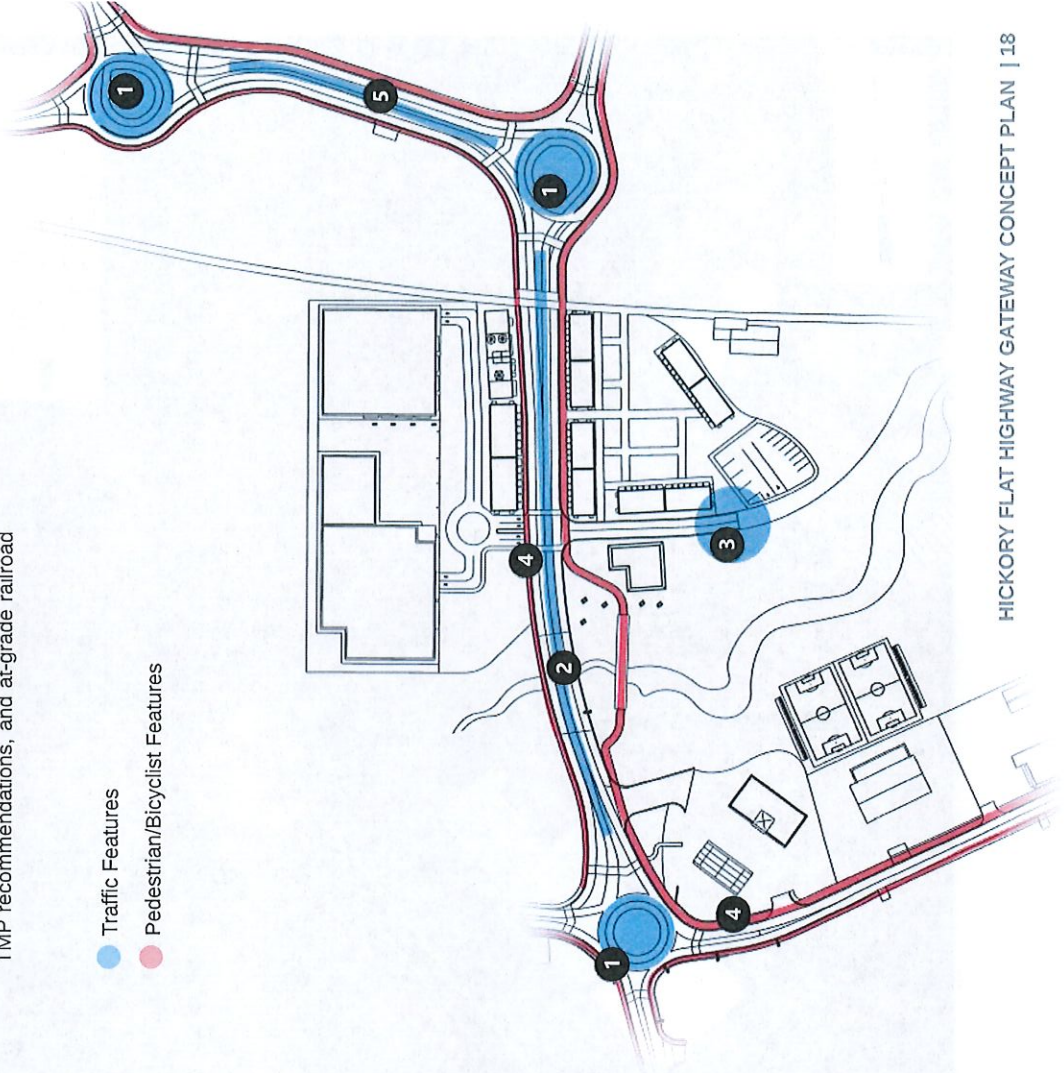 TMP recommendations, and at-grade railroad
Traffic Features
Pedestrian/Bicyclist Features
1
5
1
4
2
3
1
4
HICKORY FLAT HIGHWAY GATEWAY CONCEPT PLAN | 18